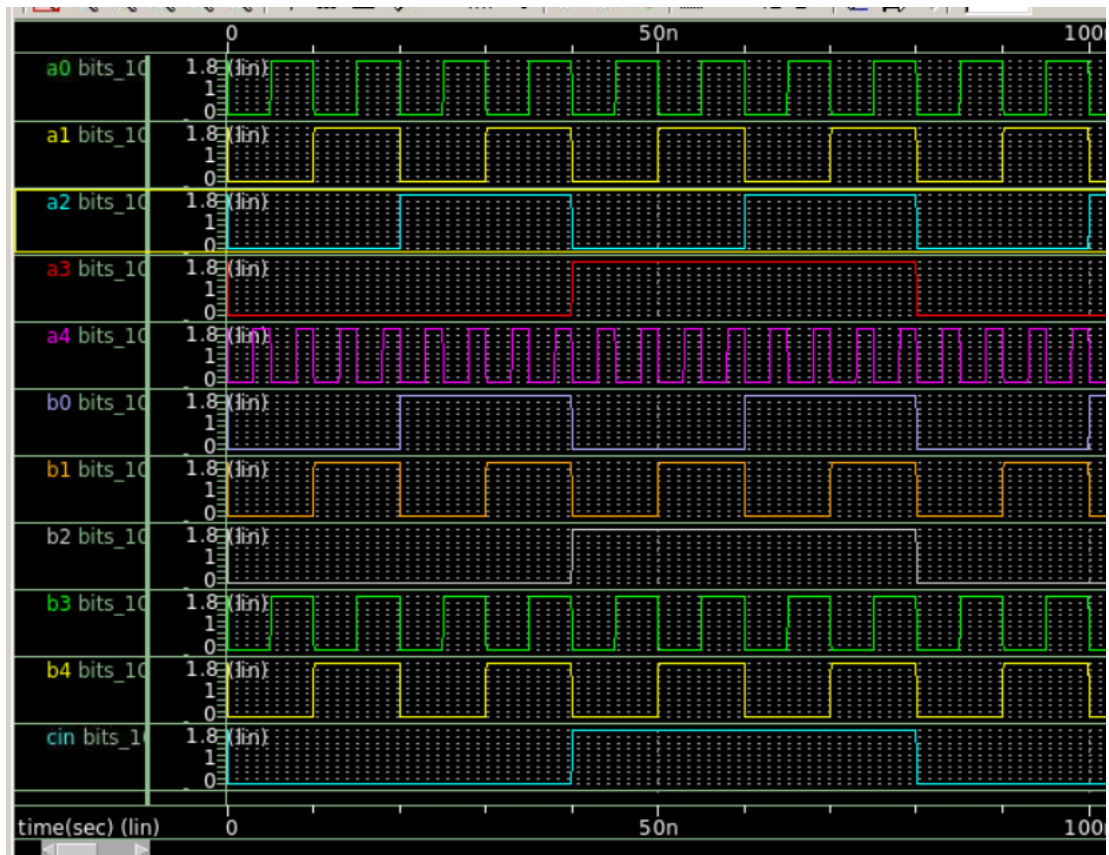 0 50n 100n
a0 bits_10 1.8 (lin)
1
0
a1 bits_10 1.8 (lin)
1
0
a2 bits_10 1.8 (lin)
1
0
a3 bits_10 1.8 (lin)
1
0
a4 bits_10 1.8 (lin)
1
0
b0 bits_10 1.8 (lin)
1
0
b1 bits_10 1.8 (lin)
1
0
b2 bits_10 1.8 (lin)
1
0
b3 bits_10 1.8 (lin)
1
0
b4 bits_10 1.8 (lin)
1
0
cin bits_1 1.8 (lin)
1
0
time(sec) (lin) 0 50n 100n